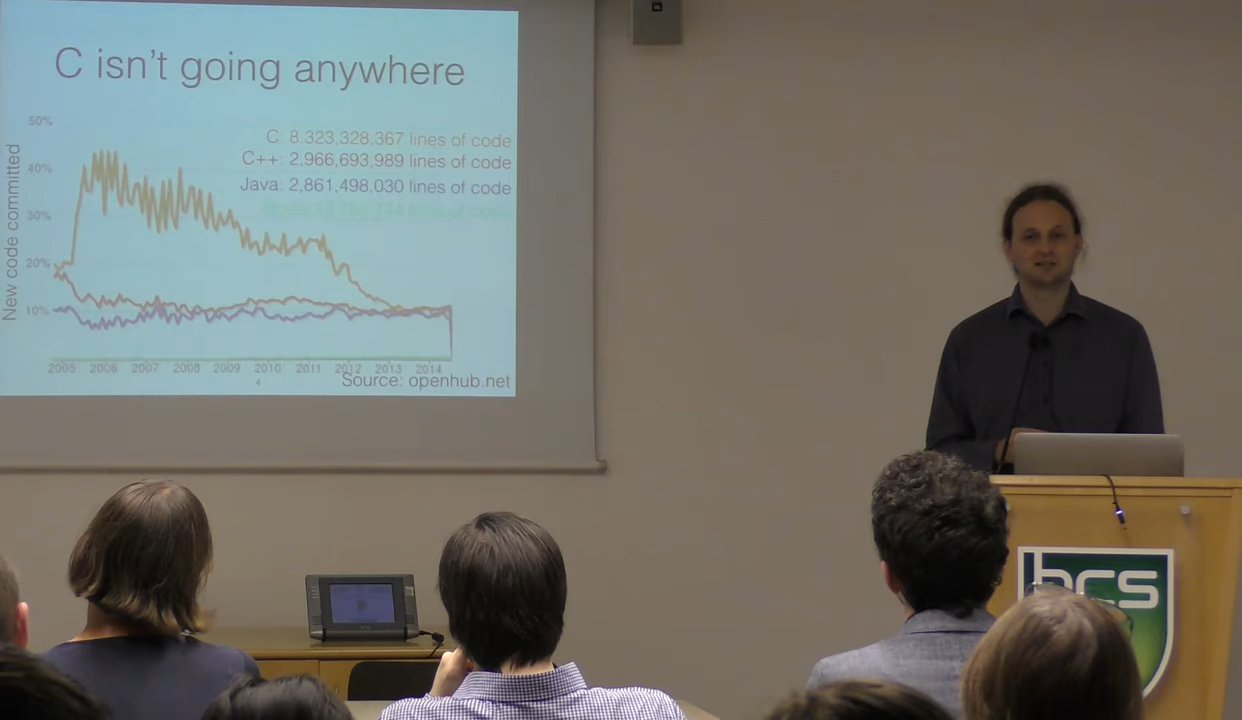 C isn't going anywhere
C: 8,323,328,367 lines of code
C++: 2,966,693,989 lines of code
Java: 2,861,498,030 lines of code
New code committed
50%
40%
30%
20%
10%
2005 2006 2007 2008 2009 2010 2011 2012 2013 2014
4
Source: openhub.net
bcs